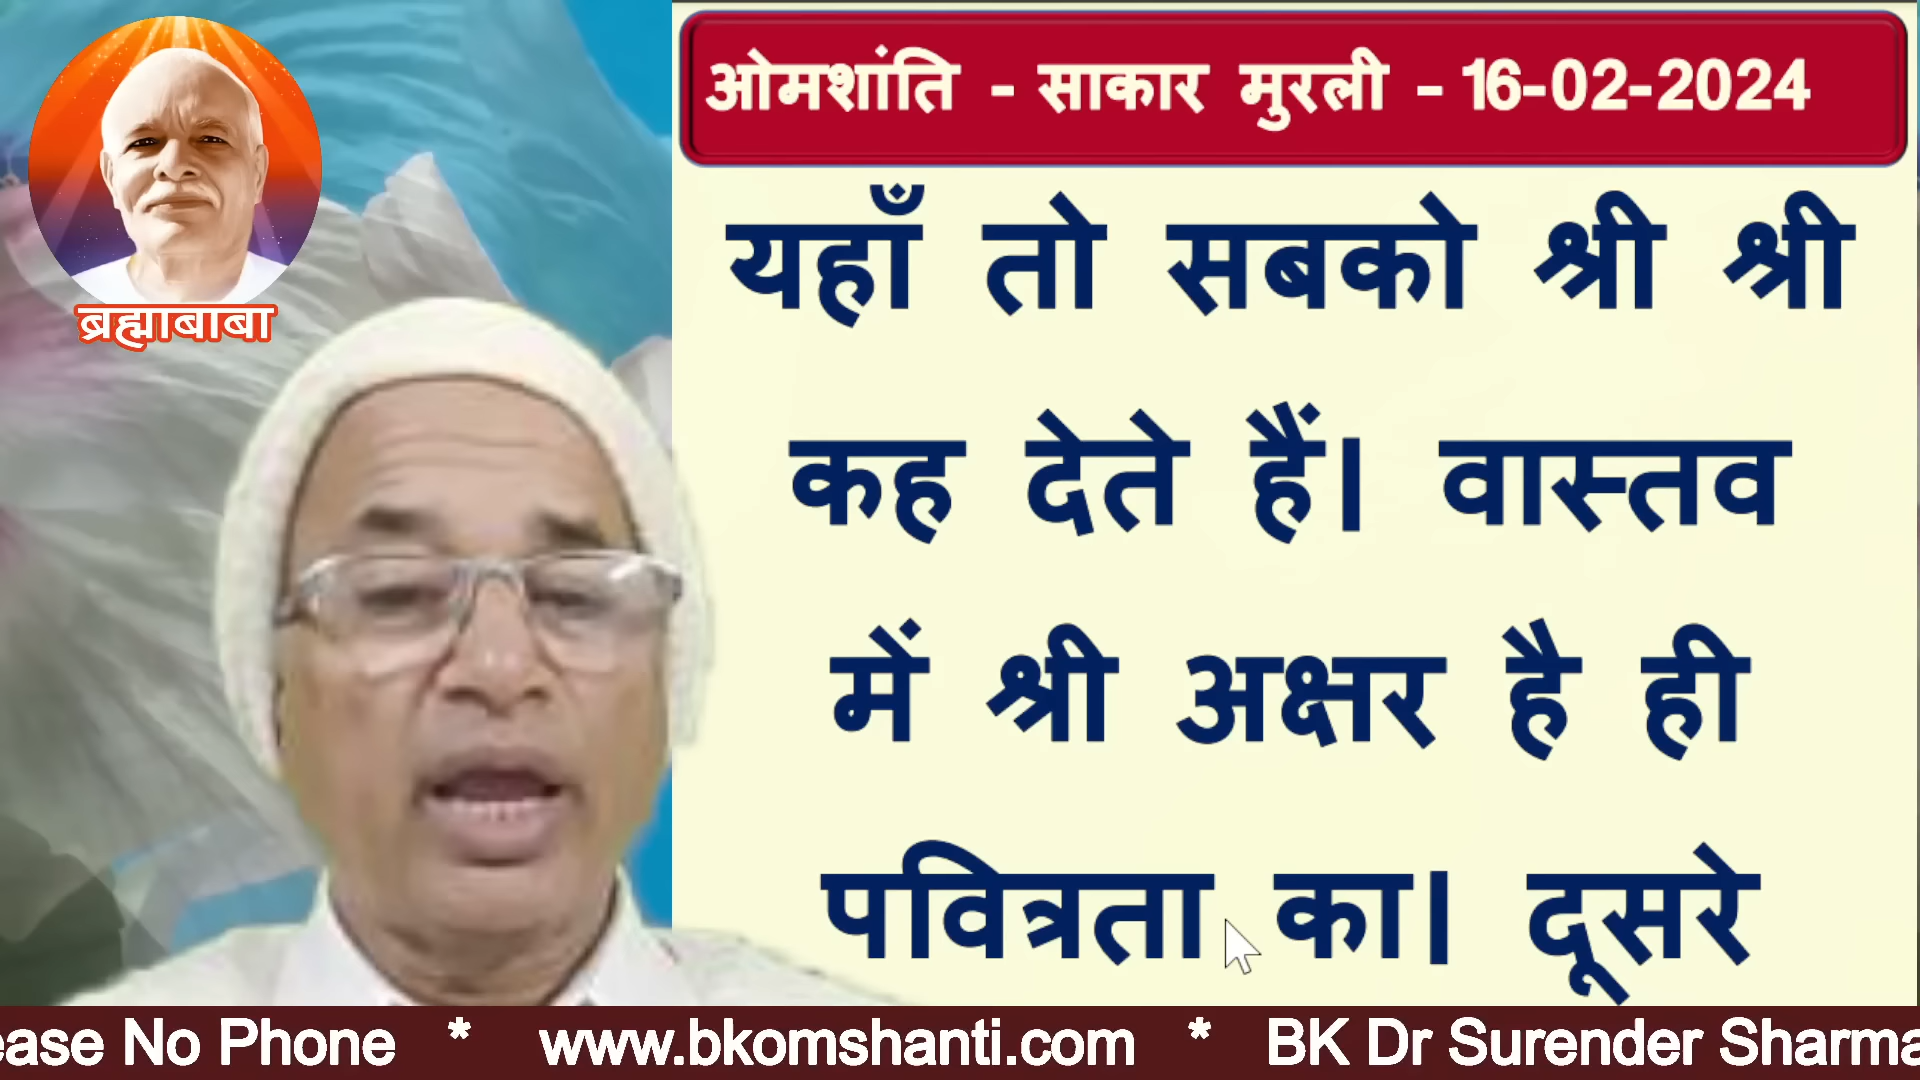 ओमशांति - साकार मुरली - 16-02-2024
ब्रह्माबाबा
यहाँ तो सबको श्री श्री
कह देते हैं। वास्तव
में श्री अक्षर है ही
पवित्रता का। दूसरे
ease No Phone * www.bkomshanti.com * BK Dr Surender Sharma